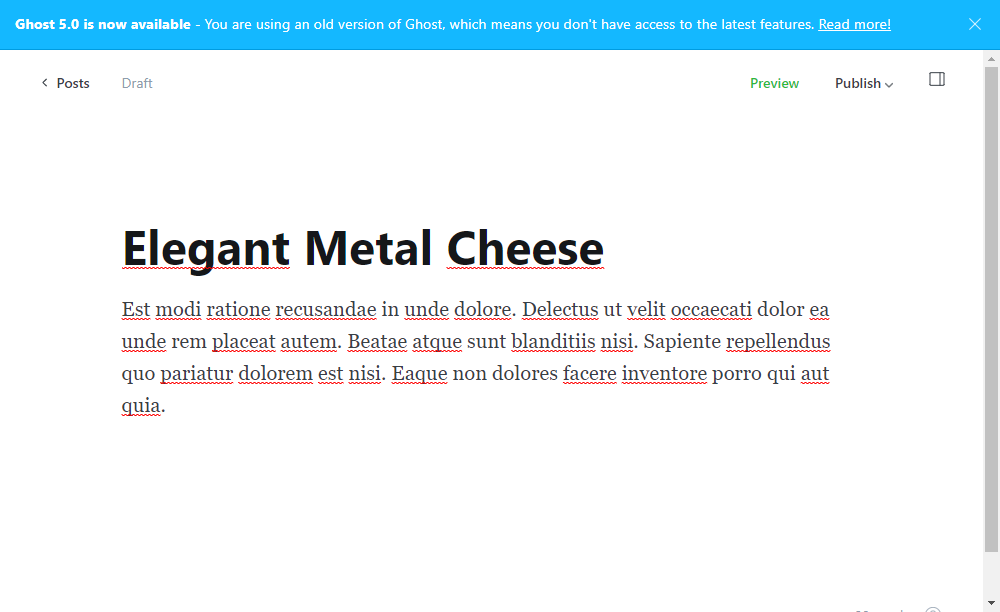 Ghost 5.0 is now available - You are using an old version of Ghost, which means you don't have access to the latest features. Read more!
Posts Draft Preview Publish
Elegant Metal Cheese
Est modi ratione recusandae in unde dolore. Delectus ut velit occaecati dolor ea
unde rem placeat autem. Beatae atque sunt blanditiis nisi. Sapiente repellendus
quo pariatur dolorem est nisi. Eaque non dolores facere inventore porro qui aut
quia.